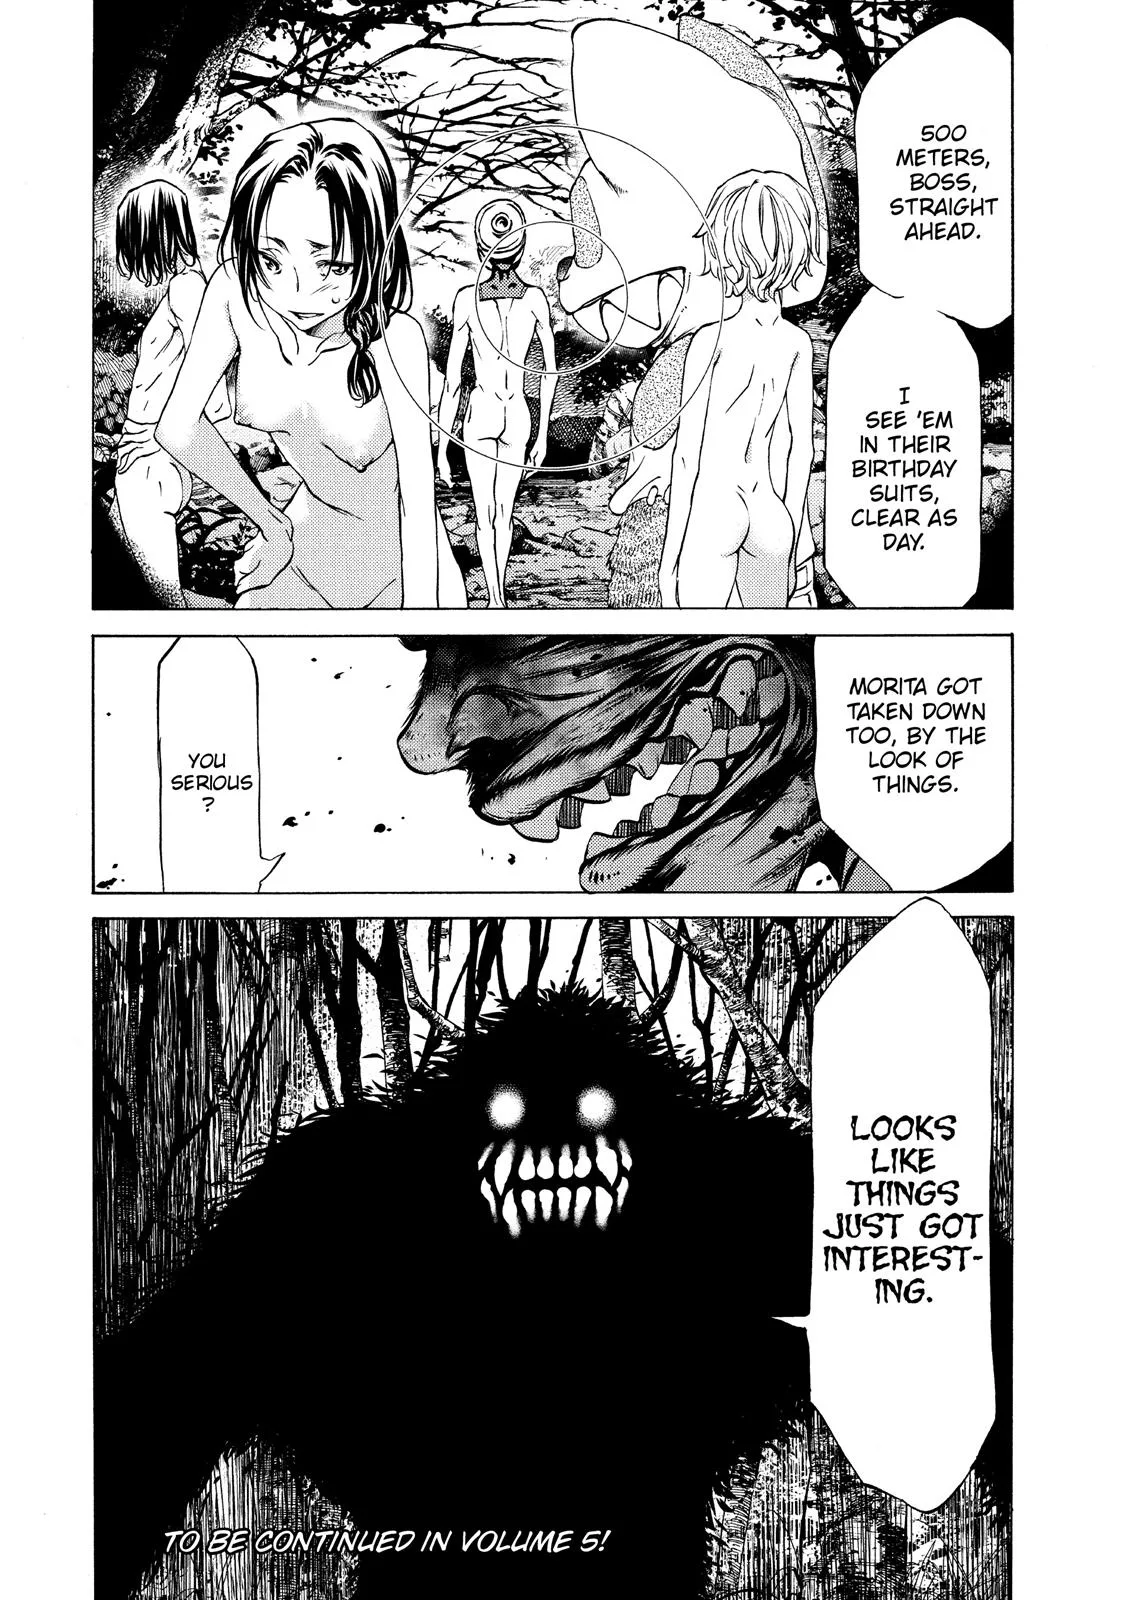 500
METERS,
BOSS,
STRAIGHT
AHEAD.
I
SEE 'EM
IN THEIR
BIRTHDAY
SUITS,
CLEAR AS
DAY.
MORITA GOT
TAKEN DOWN
TOO, BY THE
LOOK OF
THINGS.
YOU
SERIOUS
?
LOOKS
LIKE
THINGS
JUST GOT
INTEREST-
ING.
TO BE CONTINUED IN VOLUME 5!